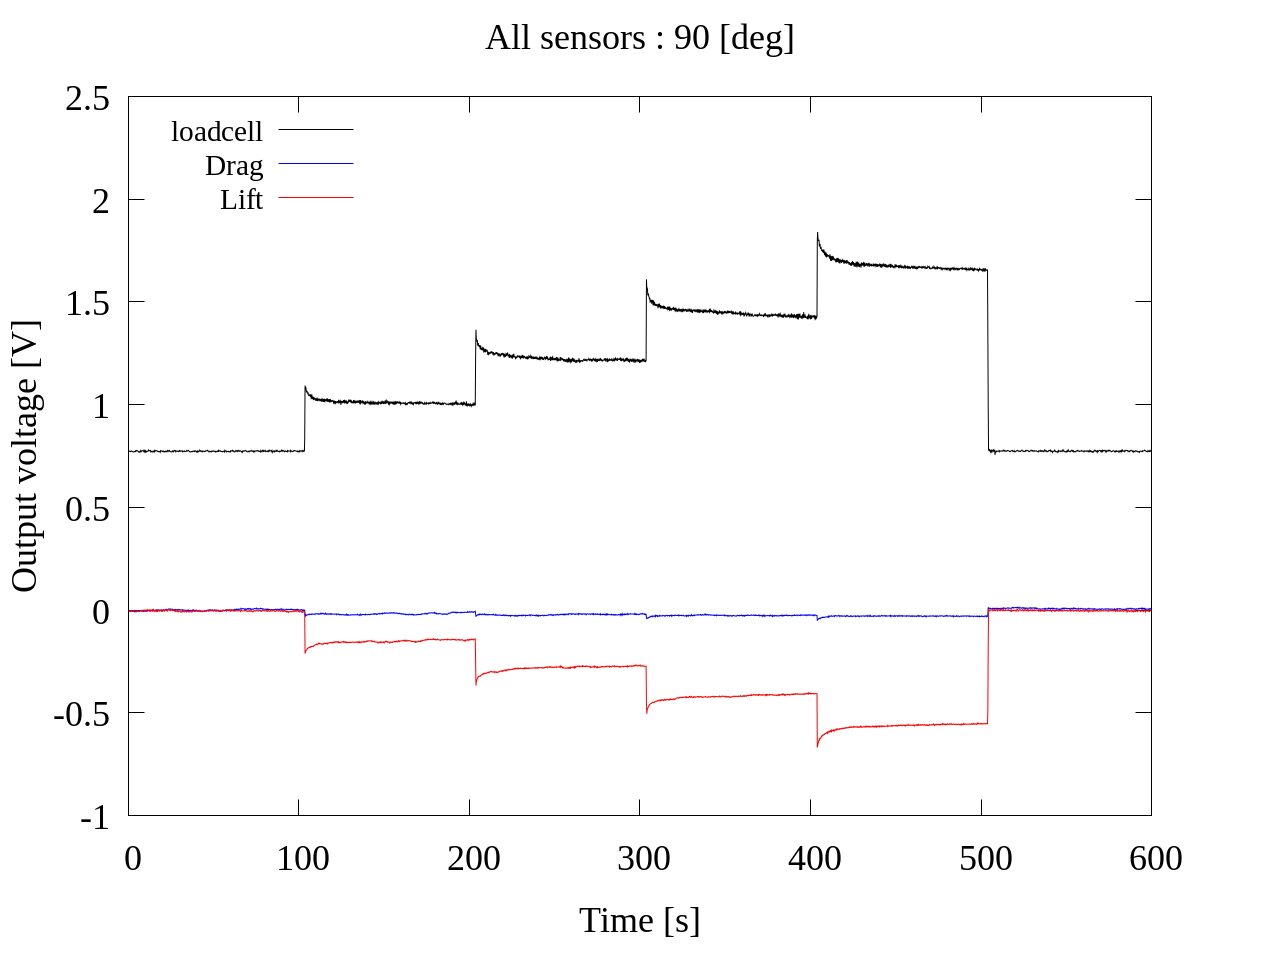 All sensors : 90 [deg]
2.5
2
1.5
1
0.5
0
-0.5
-1
loadcell
Drag
Lift
Output voltage [V]
0 100 200 300 400 500 600
Time [s]